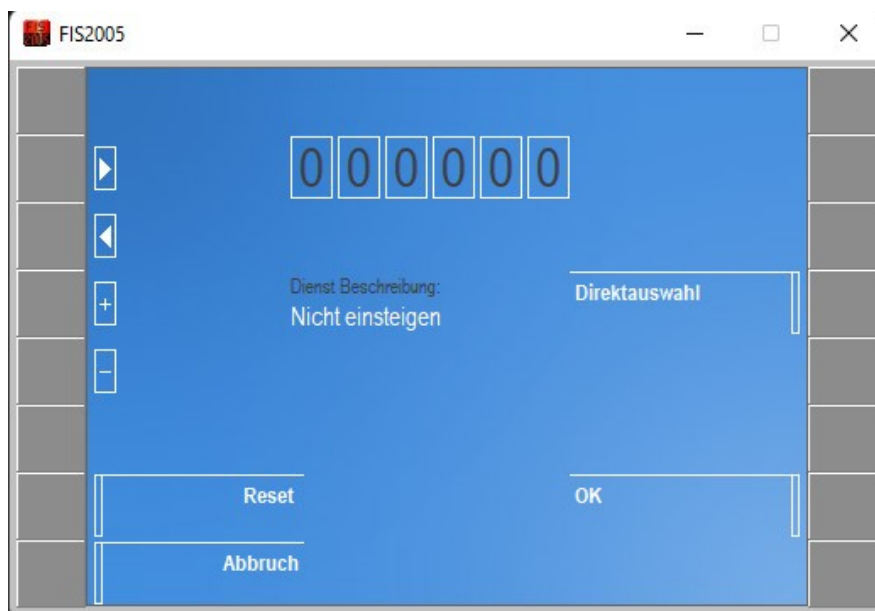 FIS2005
000000
Dienst Beschreibung:
Nicht einsteigen
Direktauswahl
+
-
Reset
OK
Abbruch